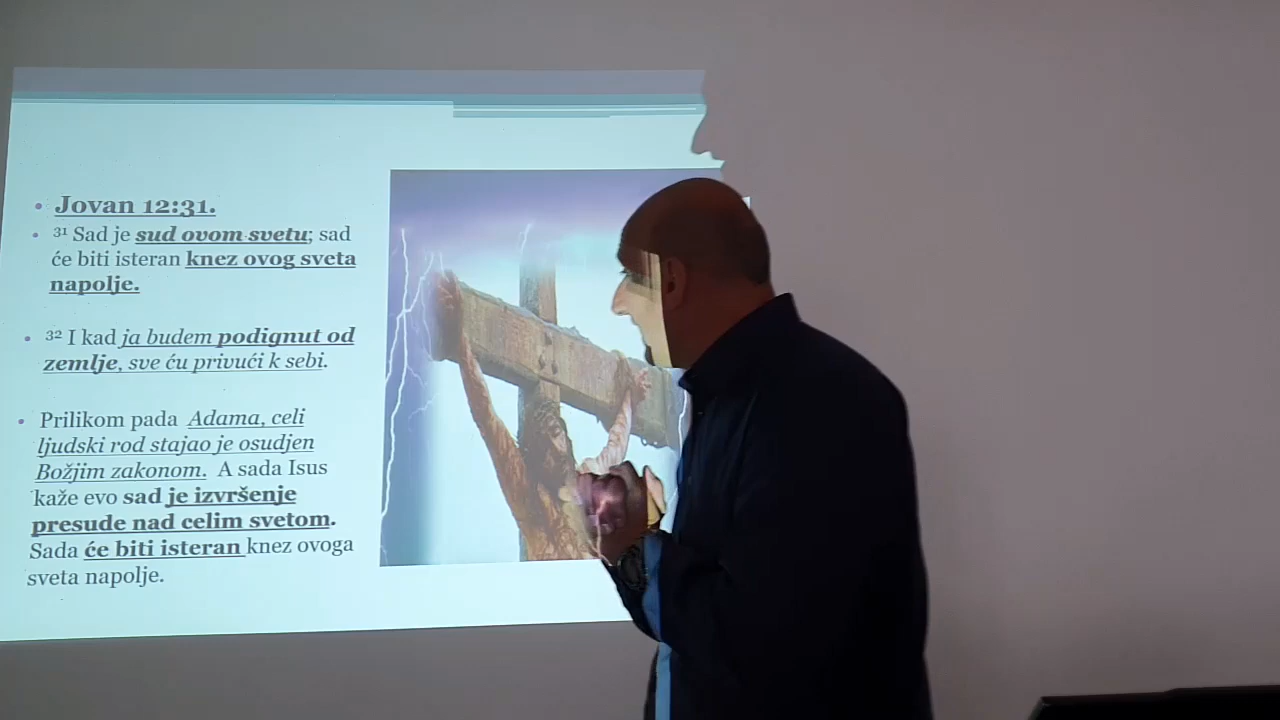 Jovan 12:31.
31 Sad je sud ovom svetu; sad
će biti isteran knez ovog sveta
napolje.
32 I kad ja budem podignut od
zemlje, sve ću privući k sebi.
Prilikom pada Adama, celi
ljudski rod stajao je osudjen
Božjim zakonom. A sada Isus
kaže evo sad je izvršenje
presude nad celim svetom.
Sada će biti isteran knez ovoga
sveta napolje.